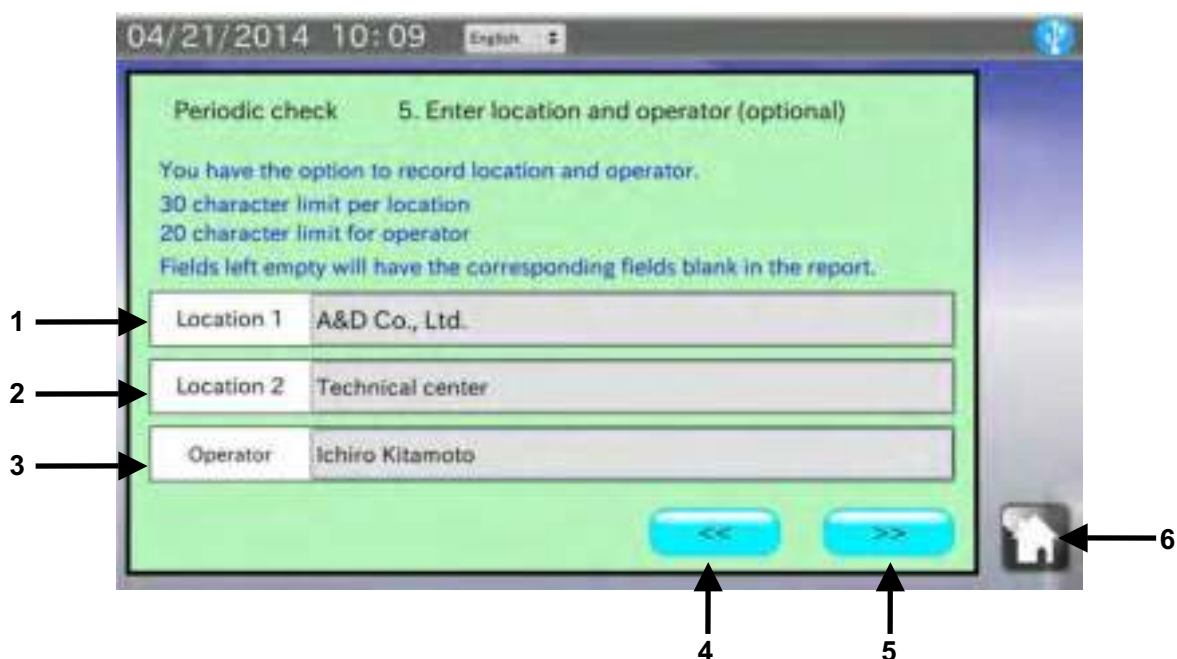 04/21/2014 10:09 English
Periodic check 5. Enter location and operator (optional)
You have the option to record location and operator.
30 character limit per location
20 character limit for operator
Fields left empty will have the corresponding fields blank in the report.
1 Location 1 A&D Co., Ltd.
2 Location 2 Technical center
3 Operator Ichiro Kitamoto
<< >>
6
4 5